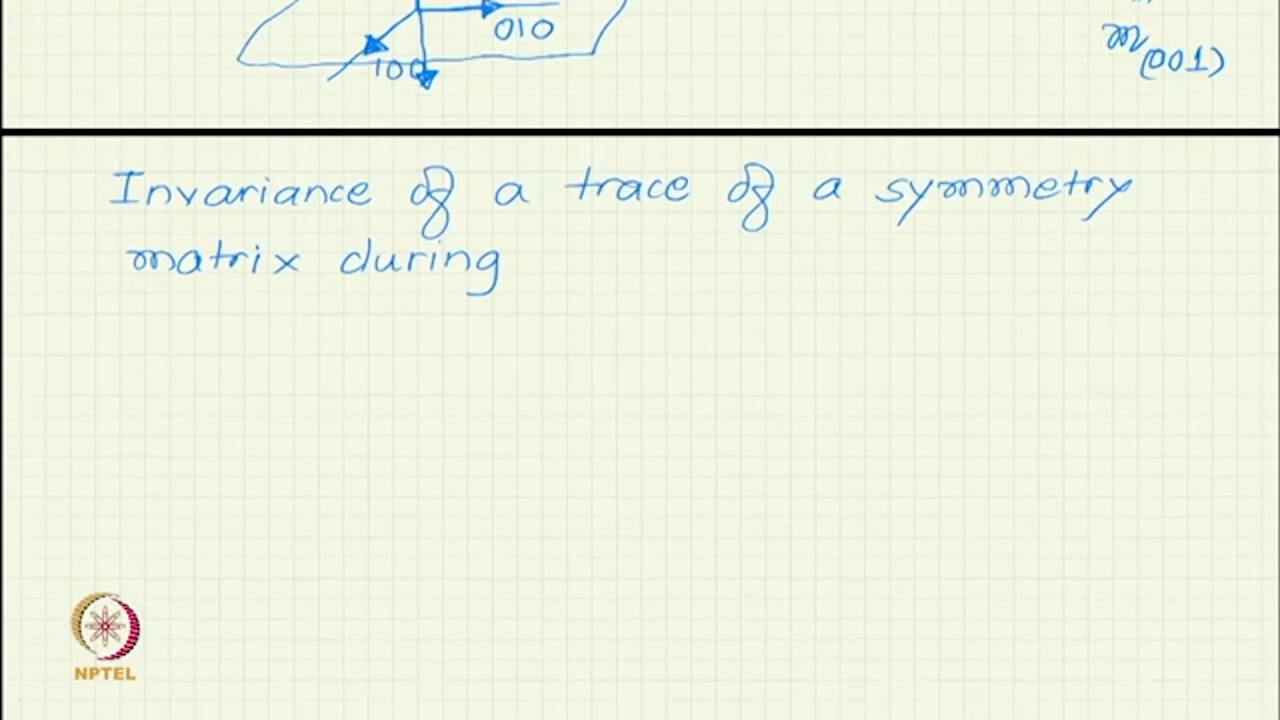 010
100
m(001)
Invariance of a trace of a symmetry
matrix during
NPTEL